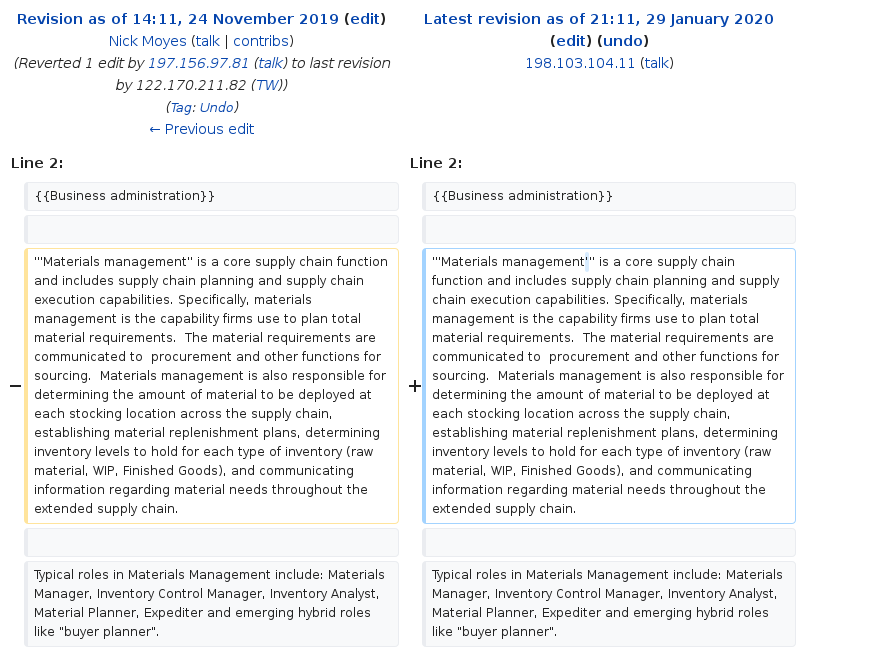 Revision as of 14:11, 24 November 2019 (edit)
Nick Moyes (talk | contribs)
(Reverted 1 edit by 197.156.97.81 (talk) to last revision
by 122.170.211.82 (TW))
(Tag: Undo)
← Previous edit
Latest revision as of 21:11, 29 January 2020
(edit) (undo)
198.103.104.11 (talk)
Line 2:
{{Business administration}}
− '''Materials management'' is a core supply chain function
and includes supply chain planning and supply chain
execution capabilities. Specifically, materials
management is the capability firms use to plan total
material requirements.  The material requirements are
communicated to  procurement and other functions for
sourcing.  Materials management is also responsible for
determining the amount of material to be deployed at
each stocking location across the supply chain,
establishing material replenishment plans, determining
inventory levels to hold for each type of inventory (raw
material, WIP, Finished Goods), and communicating
information regarding material needs throughout the
extended supply chain.
Typical roles in Materials Management include: Materials
Manager, Inventory Control Manager, Inventory Analyst,
Material Planner, Expediter and emerging hybrid roles
like "buyer planner".
Line 2:
{{Business administration}}
+ '''Materials management''' is a core supply chain
function and includes supply chain planning and supply
chain execution capabilities. Specifically, materials
management is the capability firms use to plan total
material requirements.  The material requirements are
communicated to  procurement and other functions for
sourcing.  Materials management is also responsible for
determining the amount of material to be deployed at
each stocking location across the supply chain,
establishing material replenishment plans, determining
inventory levels to hold for each type of inventory (raw
material, WIP, Finished Goods), and communicating
information regarding material needs throughout the
extended supply chain.
Typical roles in Materials Management include: Materials
Manager, Inventory Control Manager, Inventory Analyst,
Material Planner, Expediter and emerging hybrid roles
like "buyer planner".